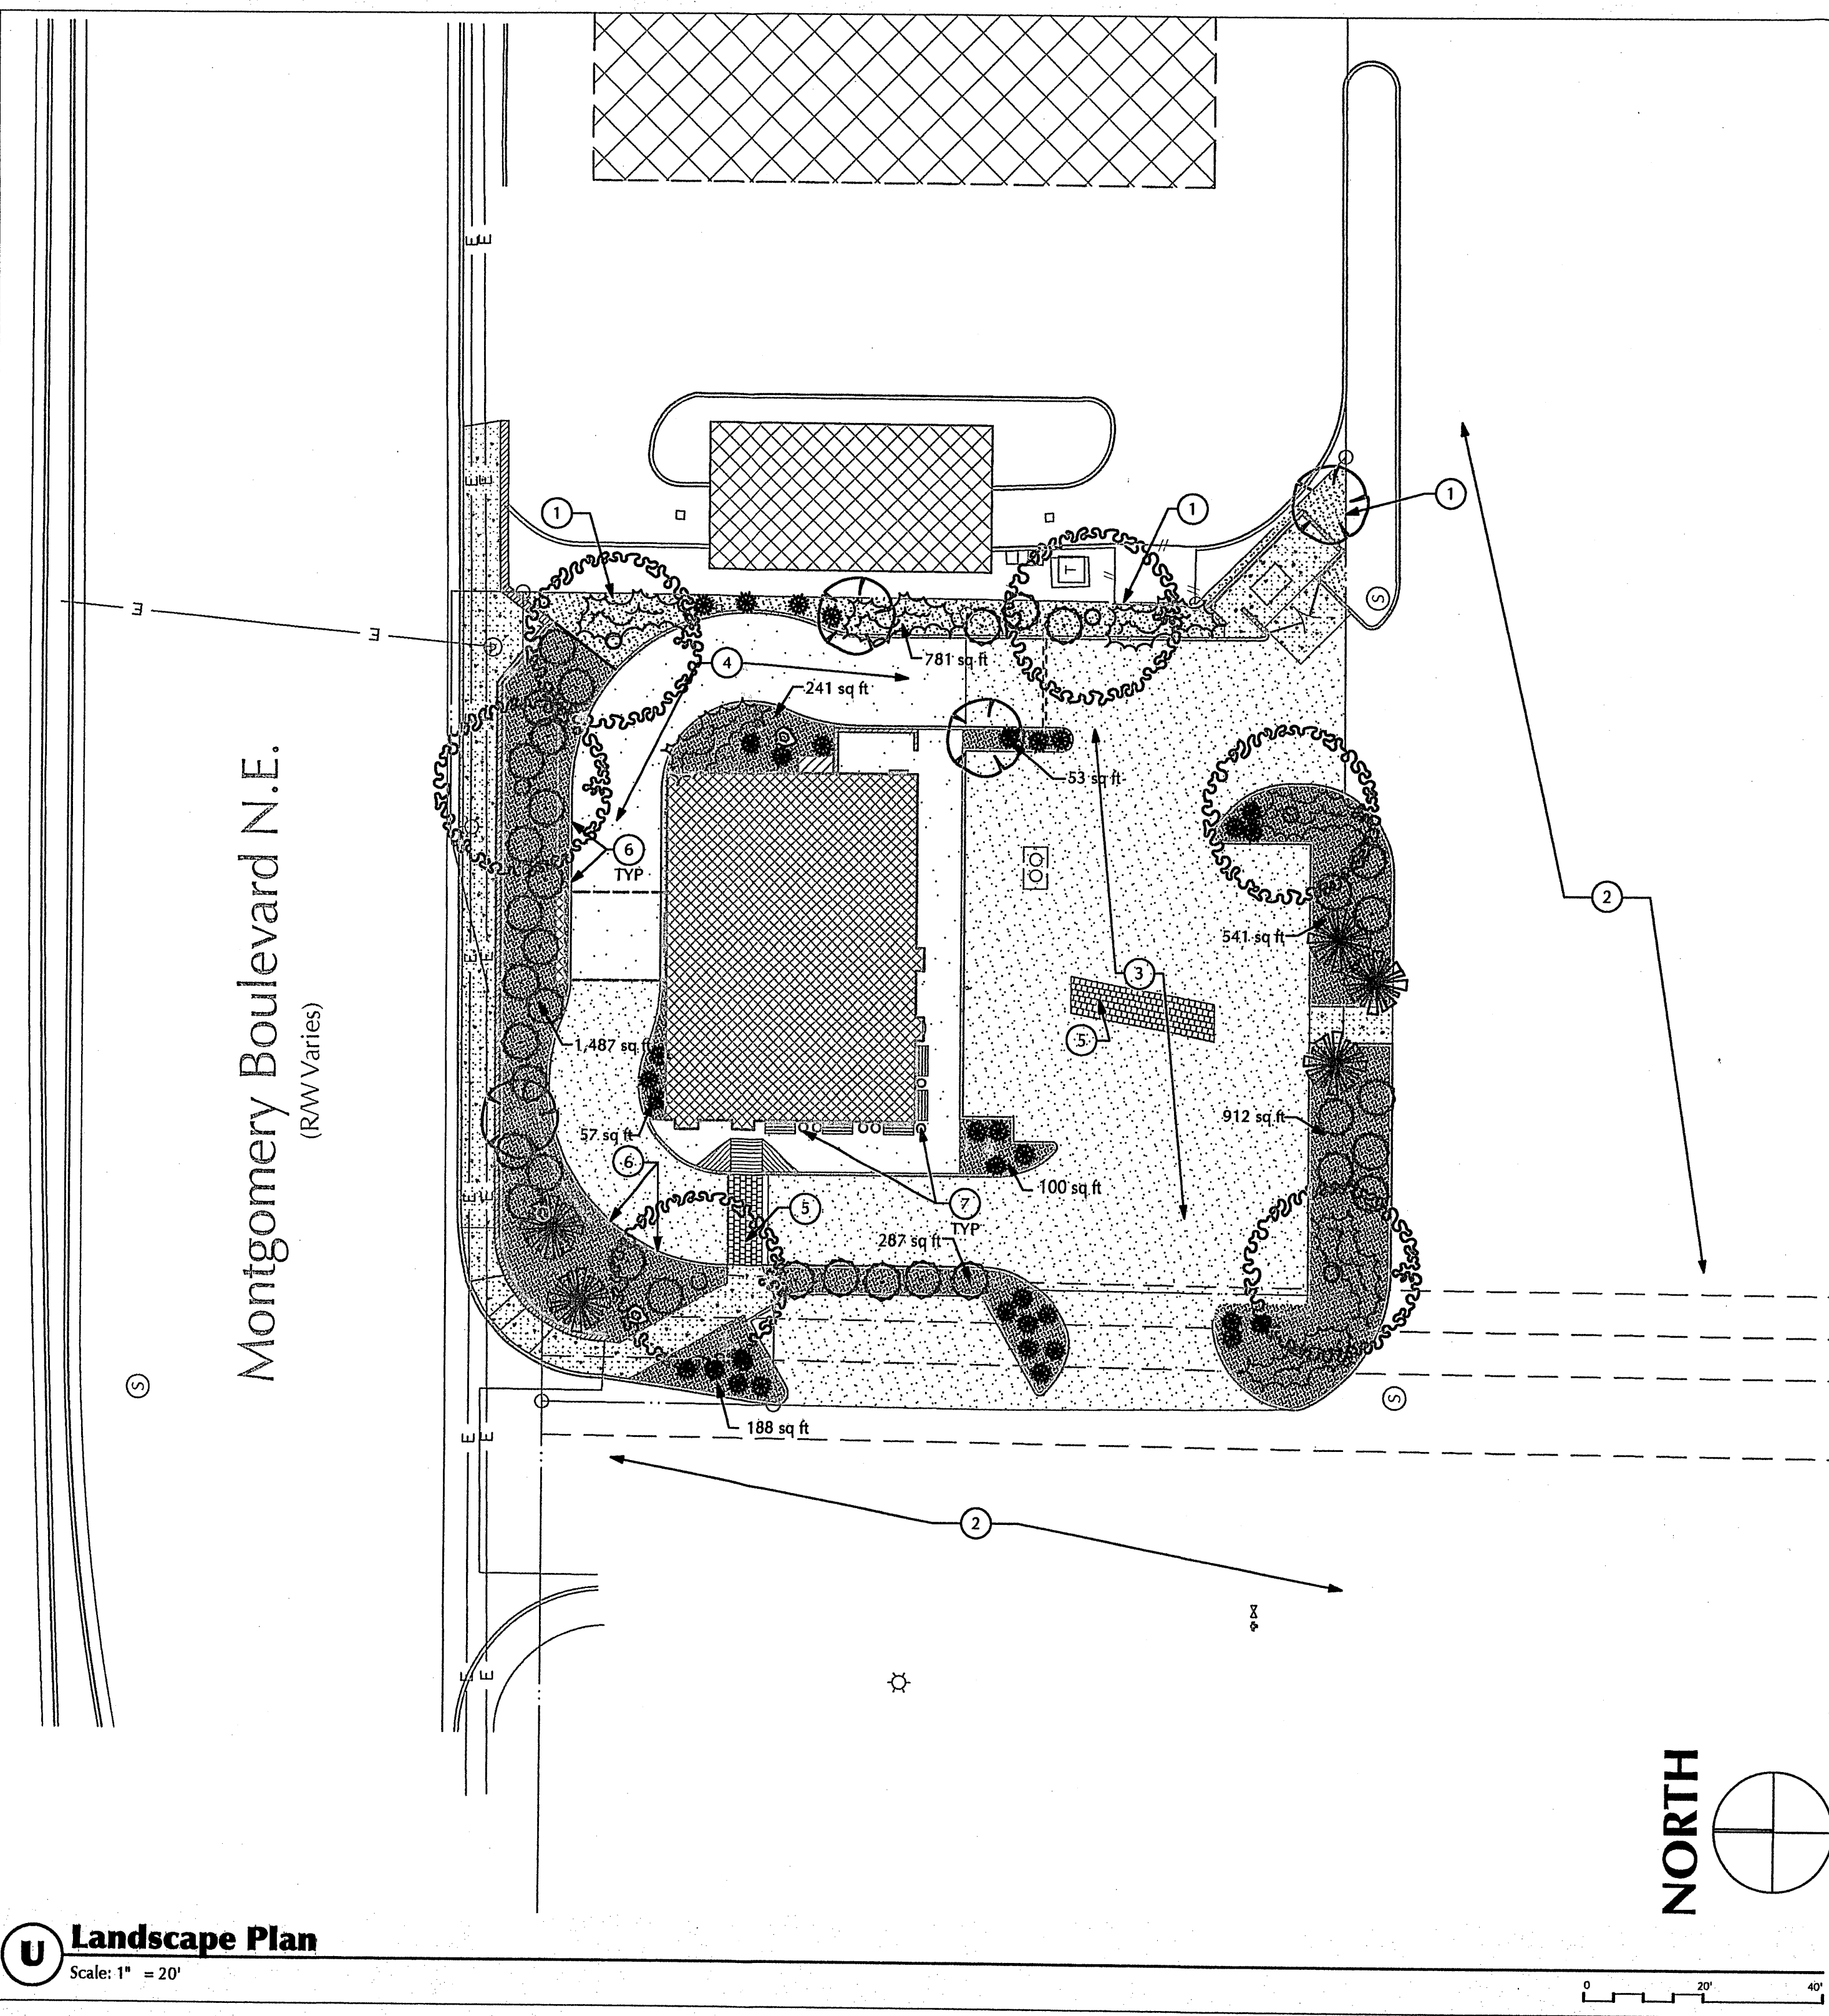 E
E
E
E
1
1
1
S
E
E
T
4
781 sq ft
241 sq ft
53 sq ft
6
TYP
2
541 sq ft
E
E
3
5
1,487 sq ft
57 sq ft
912 sq ft
6
100 sq ft
7
TYP
5
287 sq ft
E
E
188 sq ft
S
S
E
E
2
E
E
Montgomery Boulevard N.E.
(R/W Varies)
NORTH
U
Landscape Plan
Scale: 1" = 20'
0 20' 40'